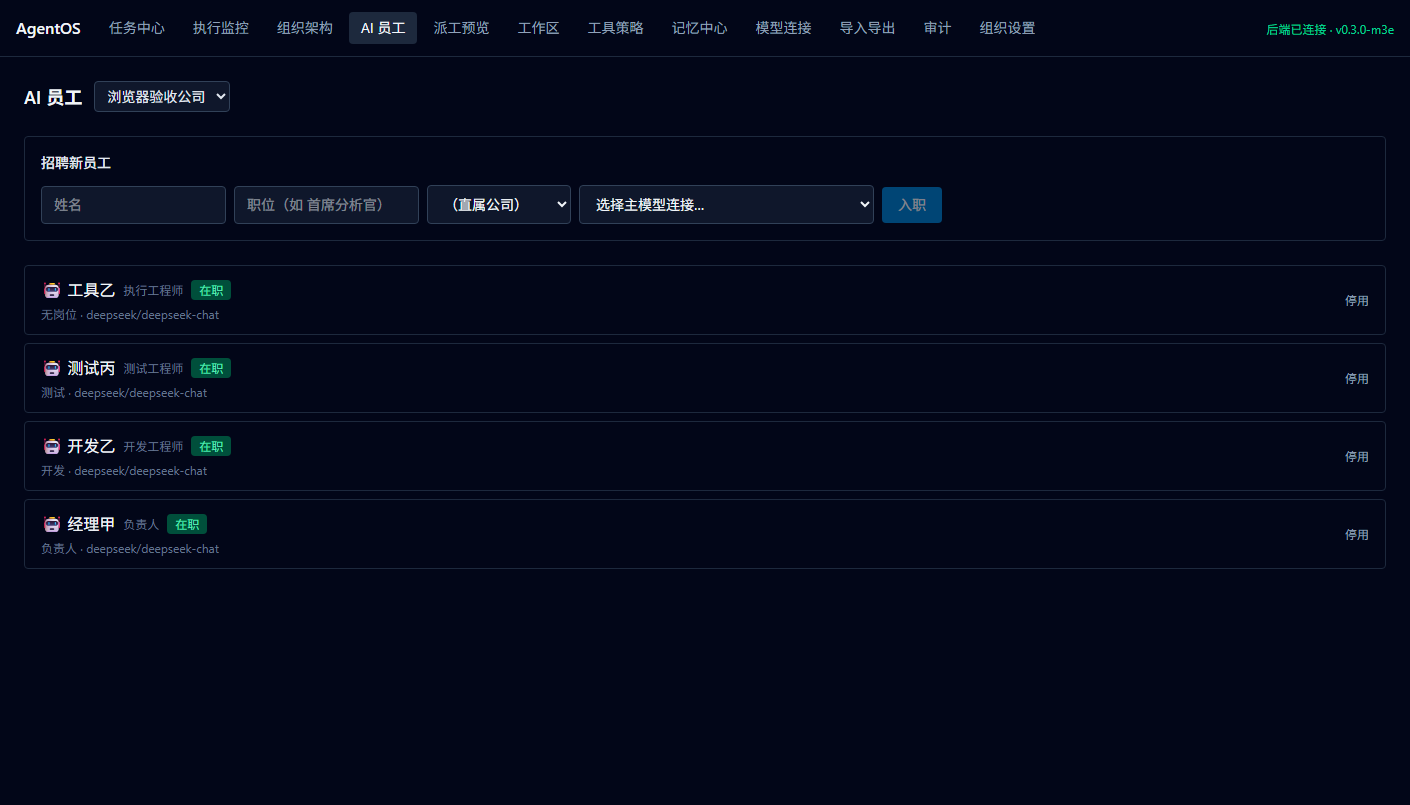 AgentOS 任务中心 执行监控 组织架构 AI 员工 派工预览 工作区 工具策略 记忆中心 模型连接 导入导出 审计 组织设置 后端已连接 · v0.3.0-m3e
AI 员工 浏览器验收公司
招聘新员工
姓名 职位（如 首席分析官） （直属公司） 选择主模型连接... 入职
工具乙 执行工程师 在职
无岗位 · deepseek/deepseek-chat
停用
测试丙 测试工程师 在职
测试 · deepseek/deepseek-chat
停用
开发乙 开发工程师 在职
开发 · deepseek/deepseek-chat
停用
经理甲 负责人 在职
负责人 · deepseek/deepseek-chat
停用